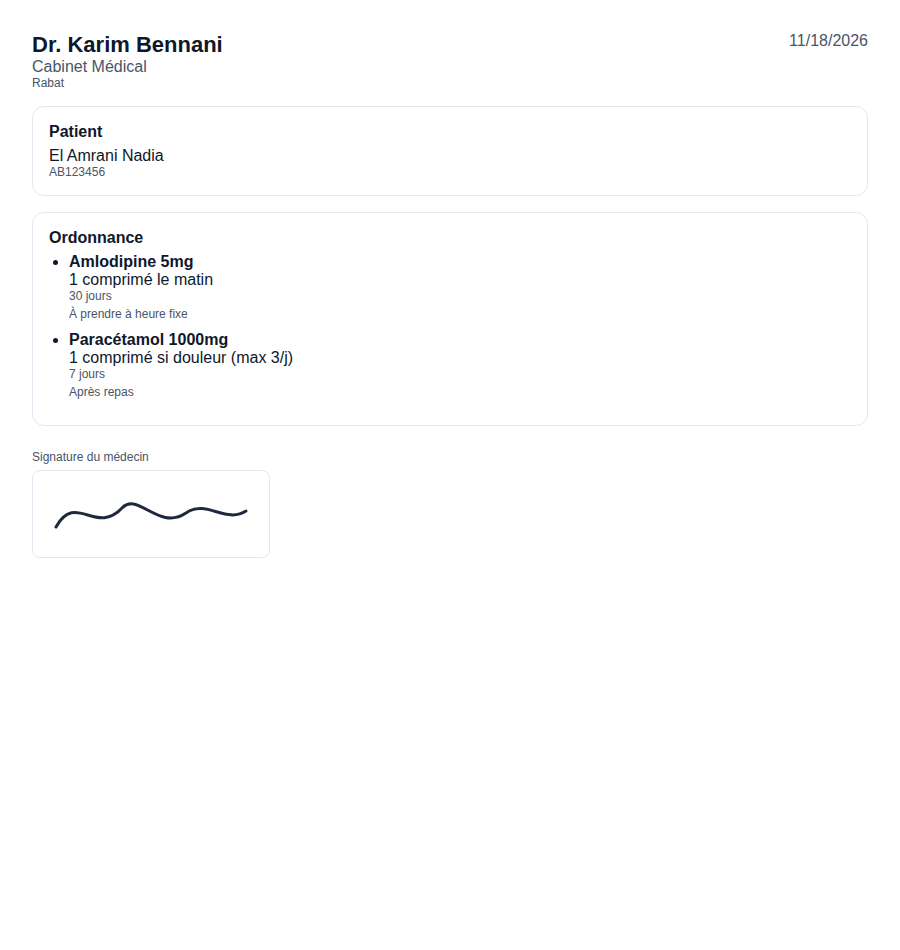 Dr. Karim Bennani
11/18/2026
Cabinet Médical
Rabat
Patient
El Amrani Nadia
AB123456
Ordonnance
Amlodipine 5mg
1 comprimé le matin
30 jours
À prendre à heure fixe
Paracétamol 1000mg
1 comprimé si douleur (max 3/j)
7 jours
Après repas
Signature du médecin